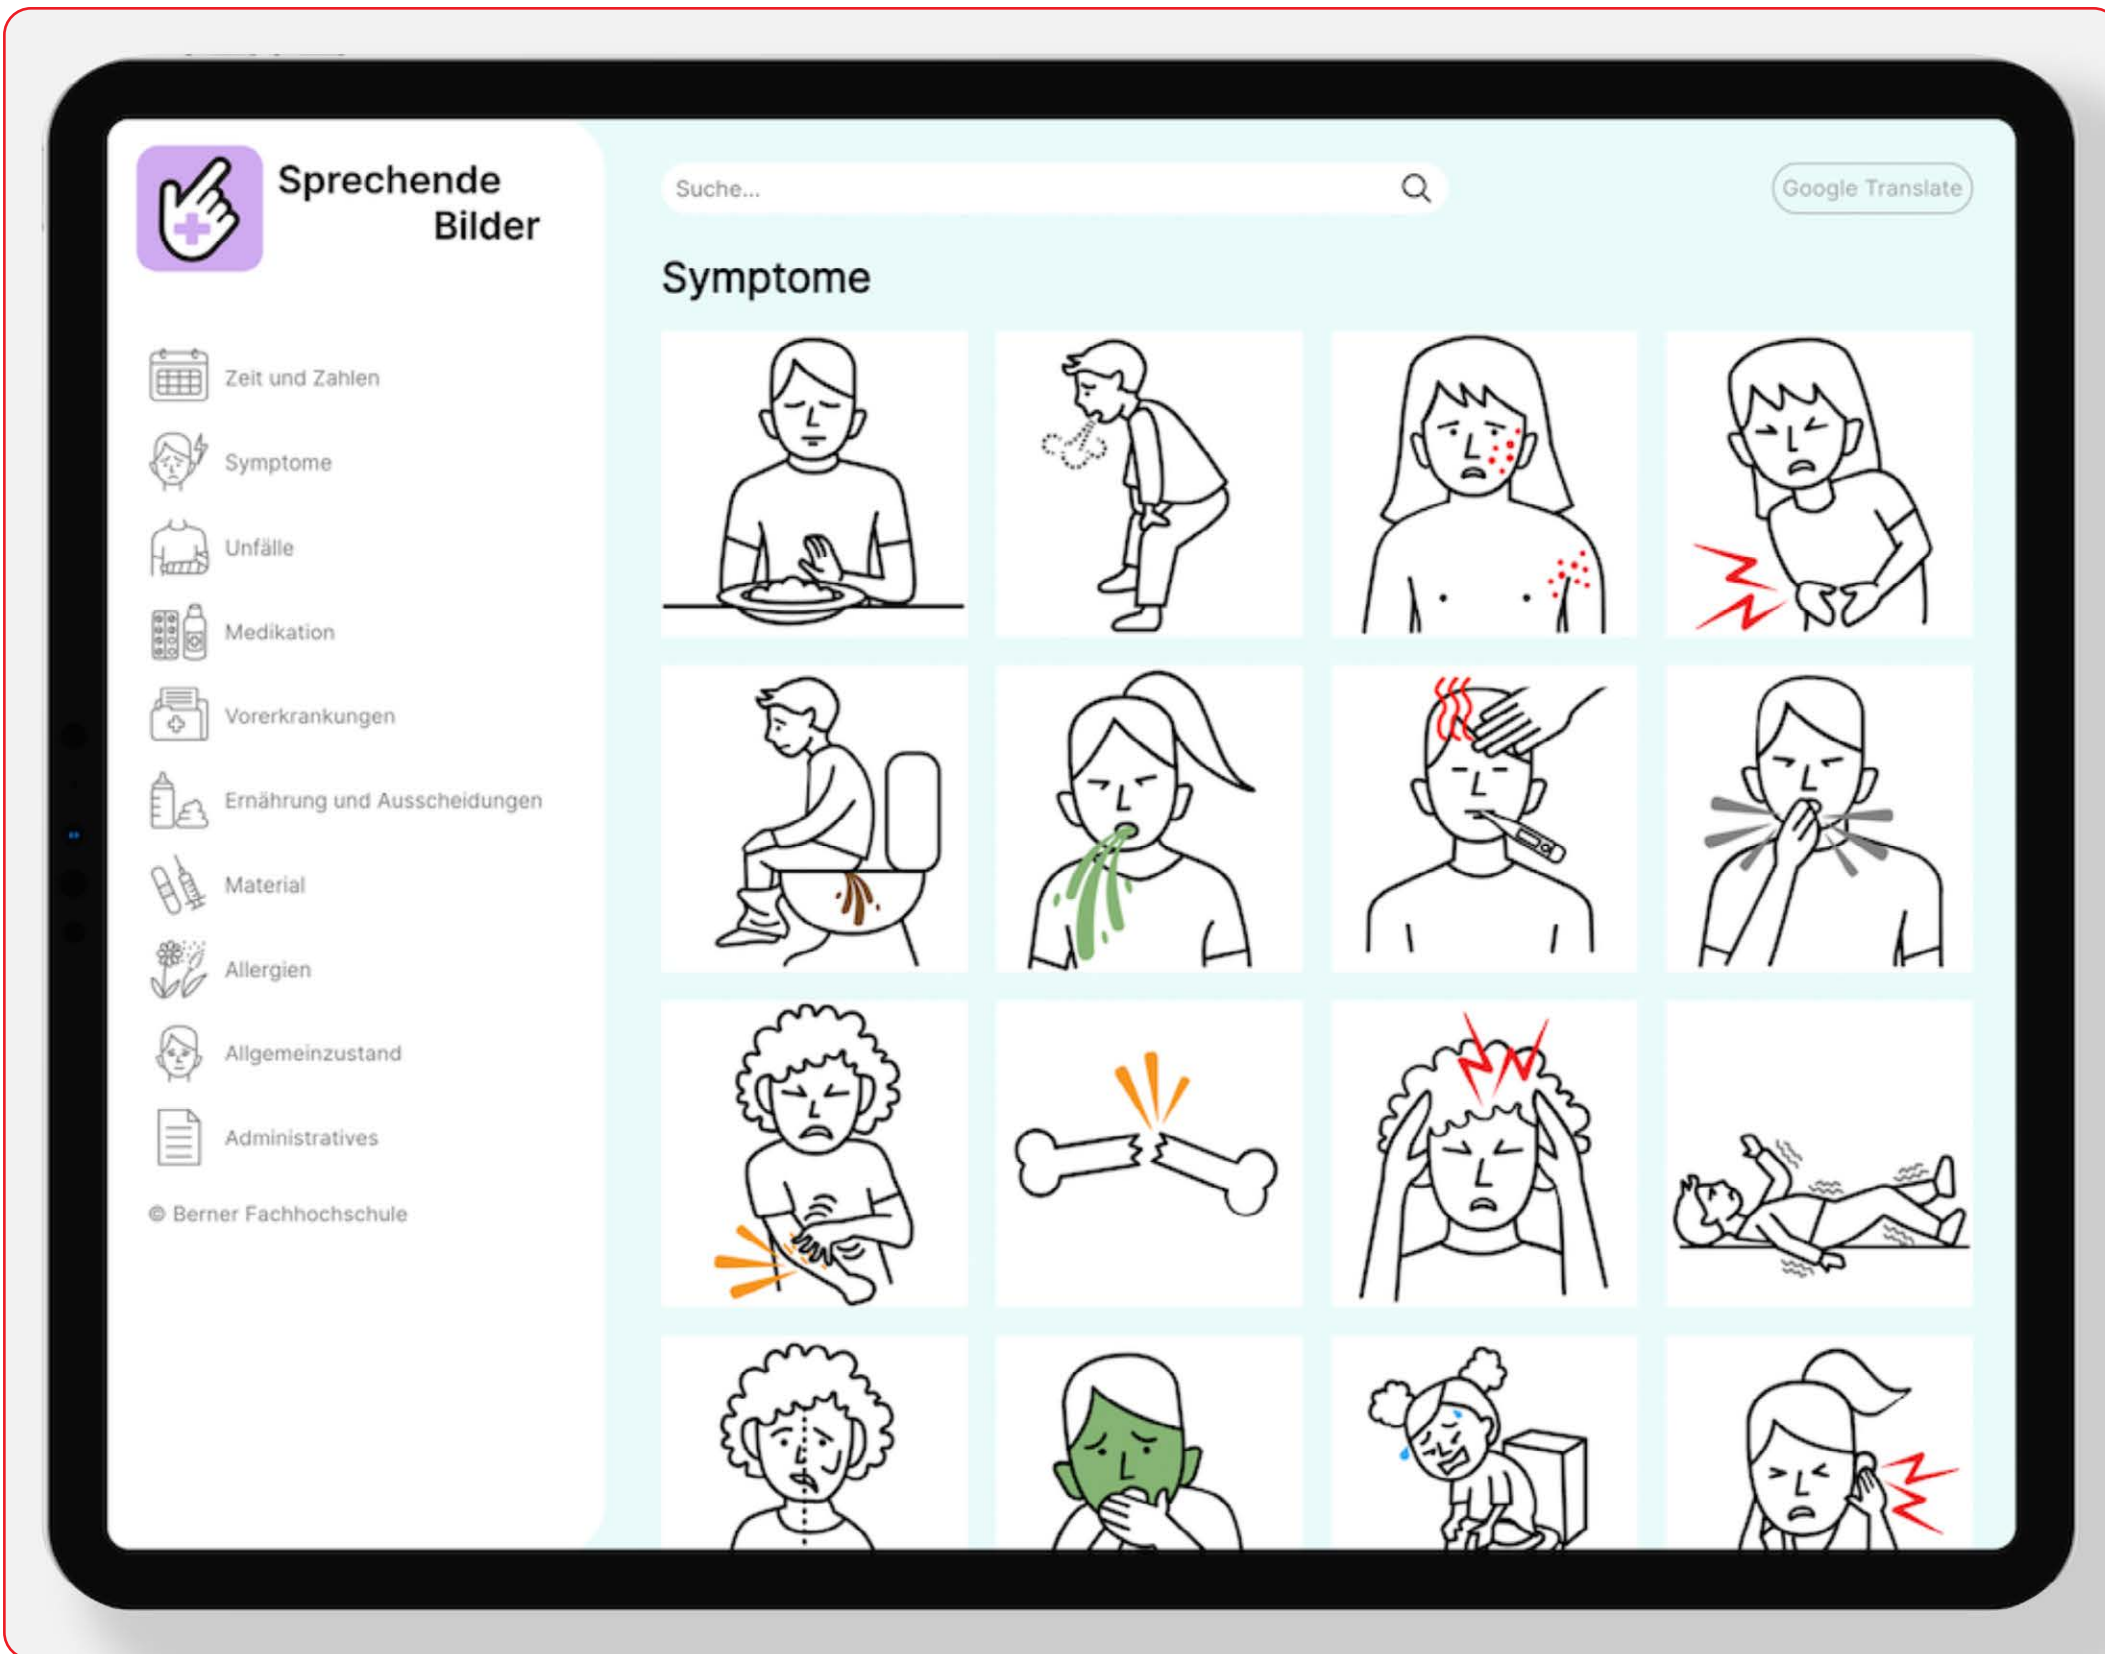 Sprechende
Bilder
Zeit und Zahlen
Symptome
Unfälle
Medikation
Vorerkrankungen
Ernährung und Ausscheidungen
Material
Allergien
Allgemeinzustand
Administratives
© Berner Fachhochschule
Suche...
Google Translate
Symptome